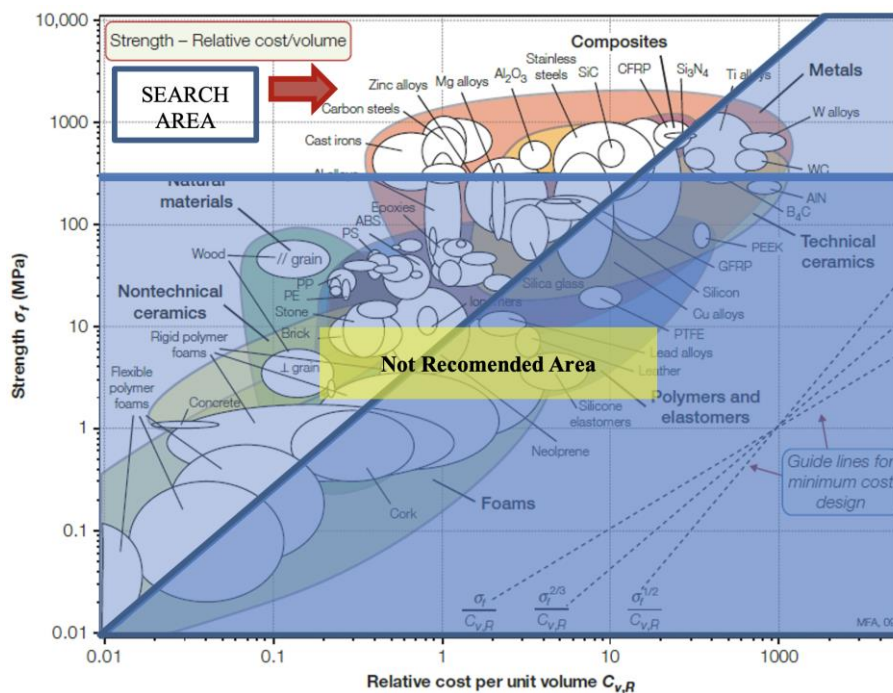 10,000
Strength – Relative cost/volume
SEARCH
AREA
Composites
Metals
Zinc alloys
Mg alloys
Al2O3
Stainless
steels
SiC
CFRP
Si3N4
Ti alloys
Carbon steels
W alloys
1000
Cast irons
Al alloys
WC
AlN
B4C
Natural
materials
Epoxies
ABS
PS
100
PEEK
Technical
ceramics
Wood
// grain
PP
PE
Silica glass
GFRP
Silicon
Nontechnical
ceramics
Stone
Ionomers
Cu alloys
10
Brick
PTFE
Rigid polymer
foams
Not Recomended Area
Lead alloys
Leather
Flexible
polymer
foams
⊥ grain
Concrete
Silicone
elastomers
Polymers and
elastomers
1
Neolprene
Guide lines for
minimum cost
design
Foams
Cork
0.1
σf
Cv,R
σf2/3
Cv,R
σf1/2
Cv,R
MFA, 09
0.01
0.01
0.1
1
10
100
1000
Strength σf (MPa)
Relative cost per unit volume Cv,R